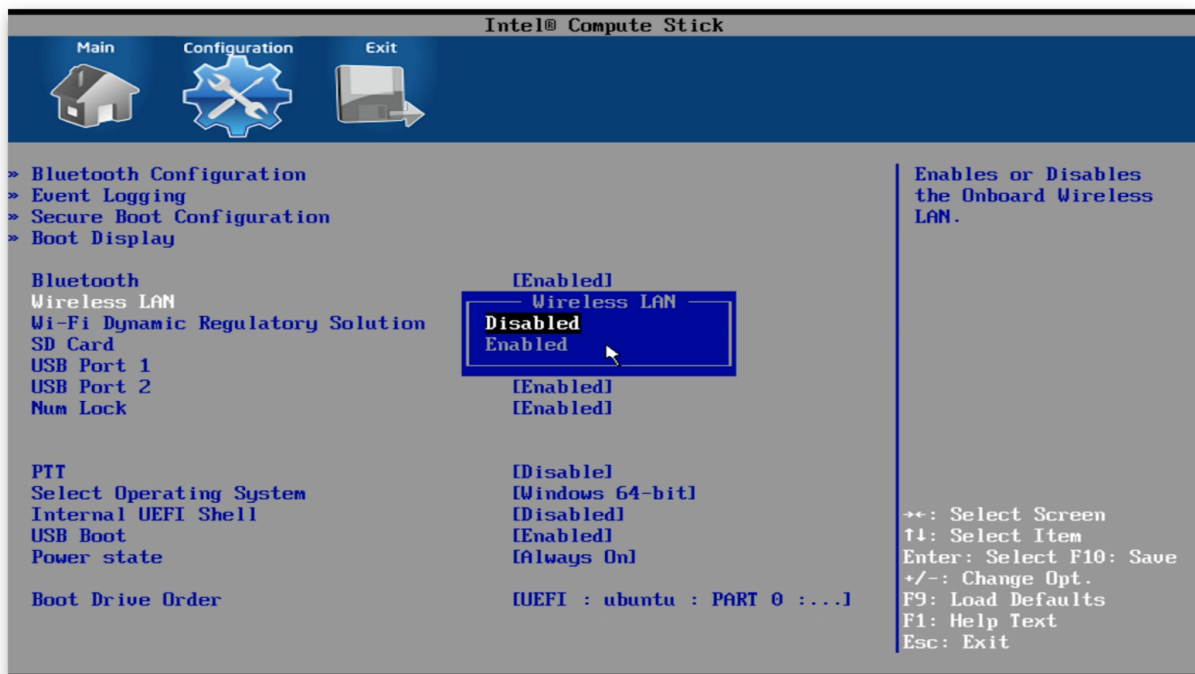 Intel® Compute Stick
Main Configuration Exit
» Bluetooth Configuration
» Event Logging
» Secure Boot Configuration
» Boot Display
Bluetooth [Enabled]
Wireless LAN
Wi-Fi Dynamic Regulatory Solution
SD Card
USB Port 1
USB Port 2 [Enabled]
Num Lock [Enabled]
Wireless LAN
Disabled
Enabled
PTT [Disable]
Select Operating System [Windows 64-bit]
Internal UEFI Shell [Disabled]
USB Boot [Enabled]
Power state [Always On]
Boot Drive Order [UEFI : ubuntu : PART 0 :...]
Enables or Disables
the Onboard Wireless
LAN.
→←: Select Screen
↑↓: Select Item
Enter: Select F10: Save
+/-: Change Opt.
F9: Load Defaults
F1: Help Text
Esc: Exit